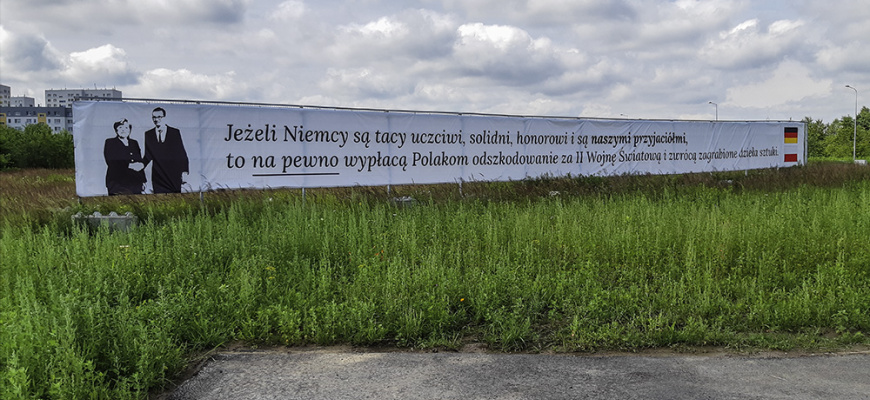 Jeżeli Niemcy są tacy uczciwi, solidni, honorowi i są naszymi przyjaciółmi,
to na pewno wypłacą Polakom odszkodowanie za II Wojnę Światową i zwrócą zagrabione dzieła sztuki.